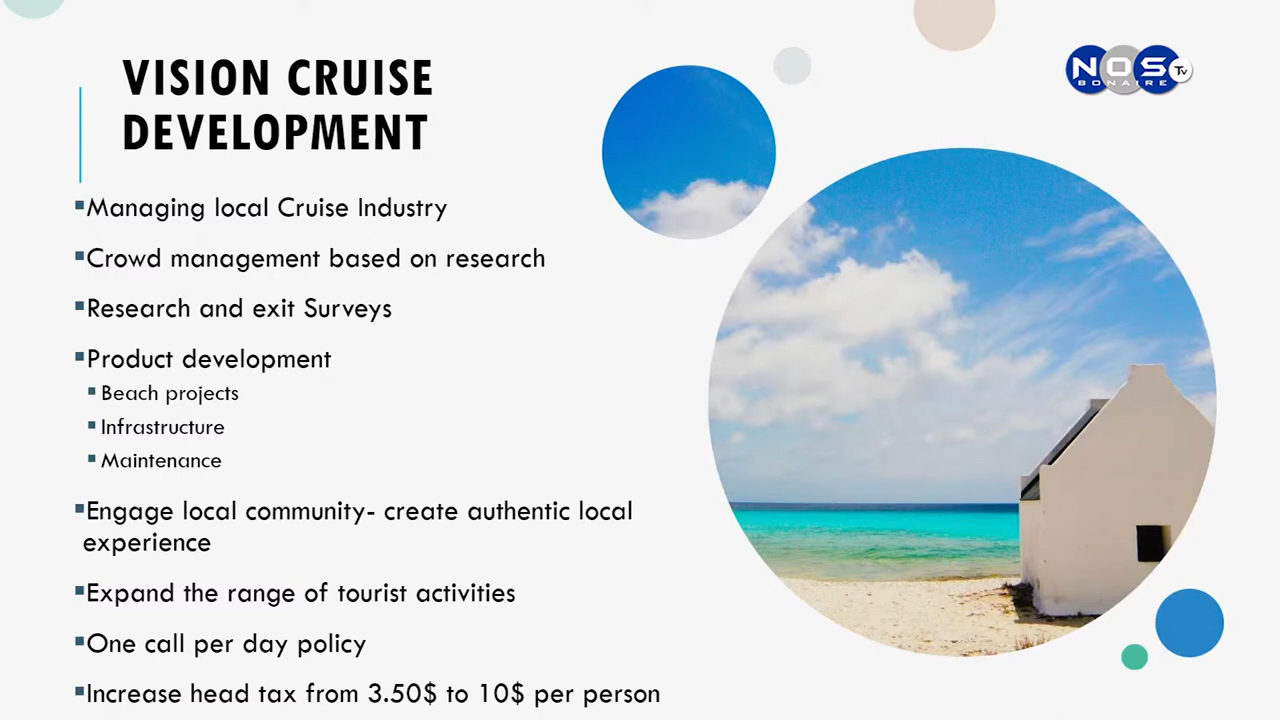 VISION CRUISE
DEVELOPMENT
NOS TV
BONAIRE
▪Managing local Cruise Industry
▪Crowd management based on research
▪Research and exit Surveys
▪Product development
▪Beach projects
▪Infrastructure
▪Maintenance
▪Engage local community- create authentic local
experience
▪Expand the range of tourist activities
▪One call per day policy
▪Increase head tax from 3.50$ to 10$ per person